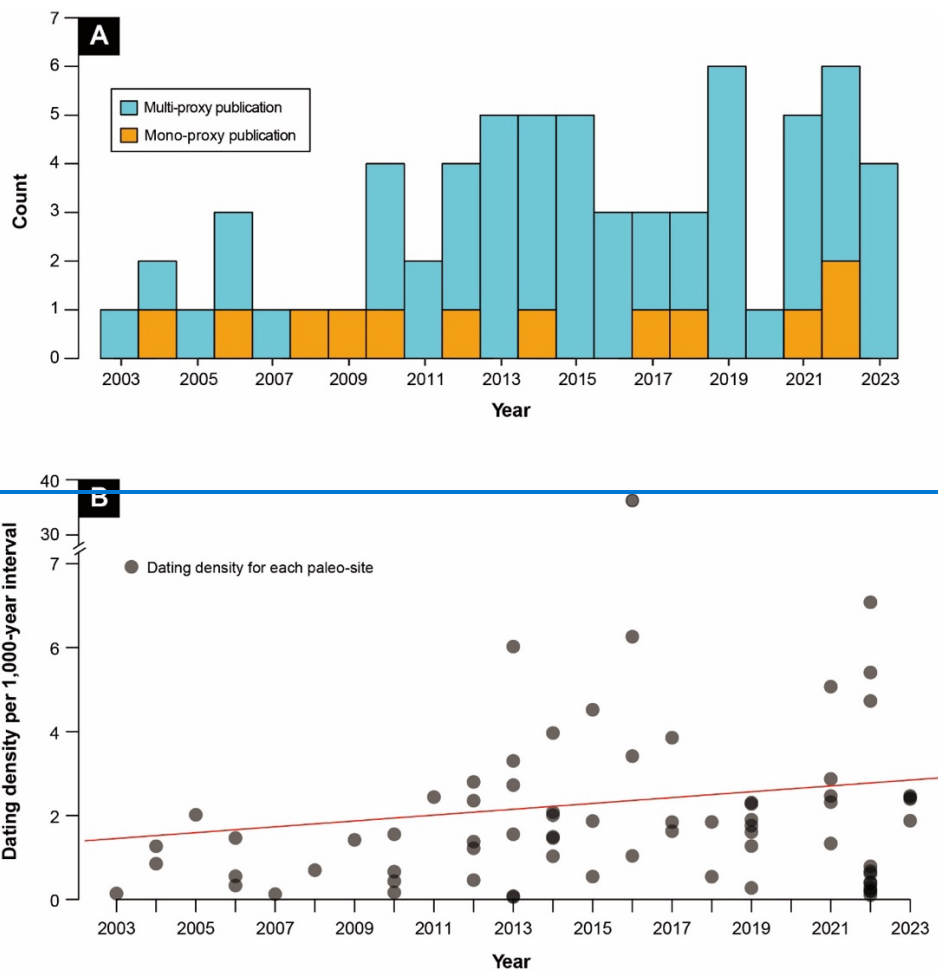 A
7
6
5
4
3
2
1
0
Count
Multi-proxy publication
Mono-proxy publication
2003 2005 2007 2009 2011 2013 2015 2017 2019 2021 2023
Year
B
40
30
7
6
4
2
0
Dating density per 1,000-year interval
Dating density for each paleo-site
2003 2005 2007 2009 2011 2013 2015 2017 2019 2021 2023
Year